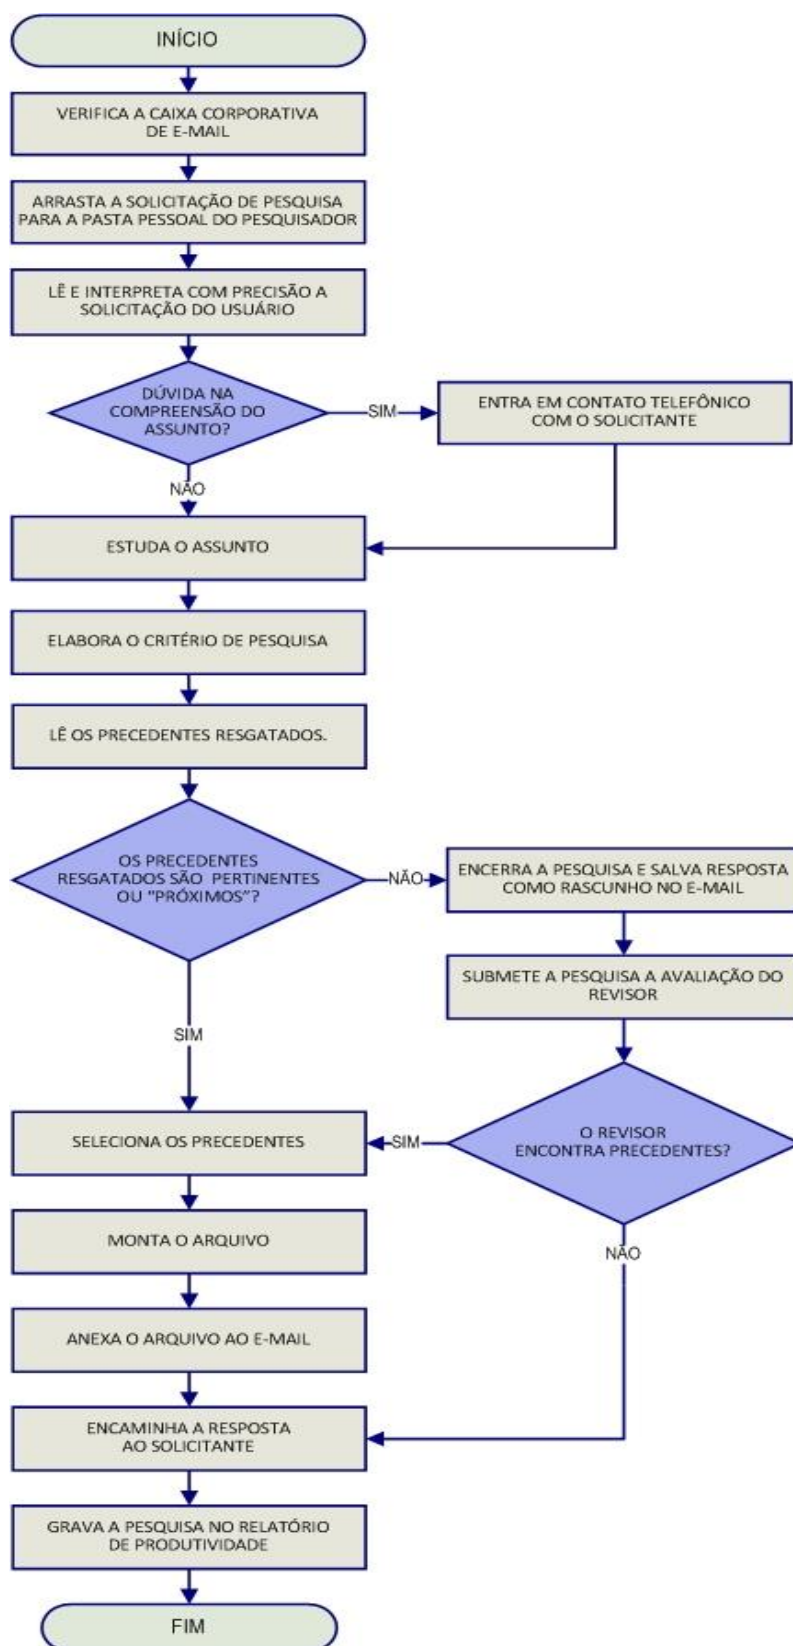 INÍCIO
VERIFICA A CAIXA CORPORATIVA
DE E-MAIL
ARRASTA A SOLICITAÇÃO DE PESQUISA
PARA A PASTA PESSOAL DO PESQUISADOR
LÊ E INTERPRETA COM PRECISÃO A
SOLICITAÇÃO DO USUÁRIO
DÚVIDA NA
COMPREENSÃO DO
ASSUNTO?
SIM
ENTRA EM CONTATO TELEFÔNICO
COM O SOLICITANTE
NÃO
ESTUDA O ASSUNTO
ELABORA O CRITÉRIO DE PESQUISA
LÊ OS PRECEDENTES RESGATADOS.
OS PRECEDENTES
RESGATADOS SÃO PERTINENTES
OU "PRÓXIMOS"?
NÃO
ENCERRA A PESQUISA E SALVA RESPOSTA
COMO RASCUNHO NO E-MAIL
SUBMETE A PESQUISA A AVALIAÇÃO DO
REVISOR
SIM
O REVISOR
ENCONTRA PRECEDENTES?
SIM
SELECIONA OS PRECEDENTES
NÃO
MONTA O ARQUIVO
ANEXA O ARQUIVO AO E-MAIL
ENCAMINHA A RESPOSTA
AO SOLICITANTE
GRAVA A PESQUISA NO RELATÓRIO
DE PRODUTIVIDADE
FIM